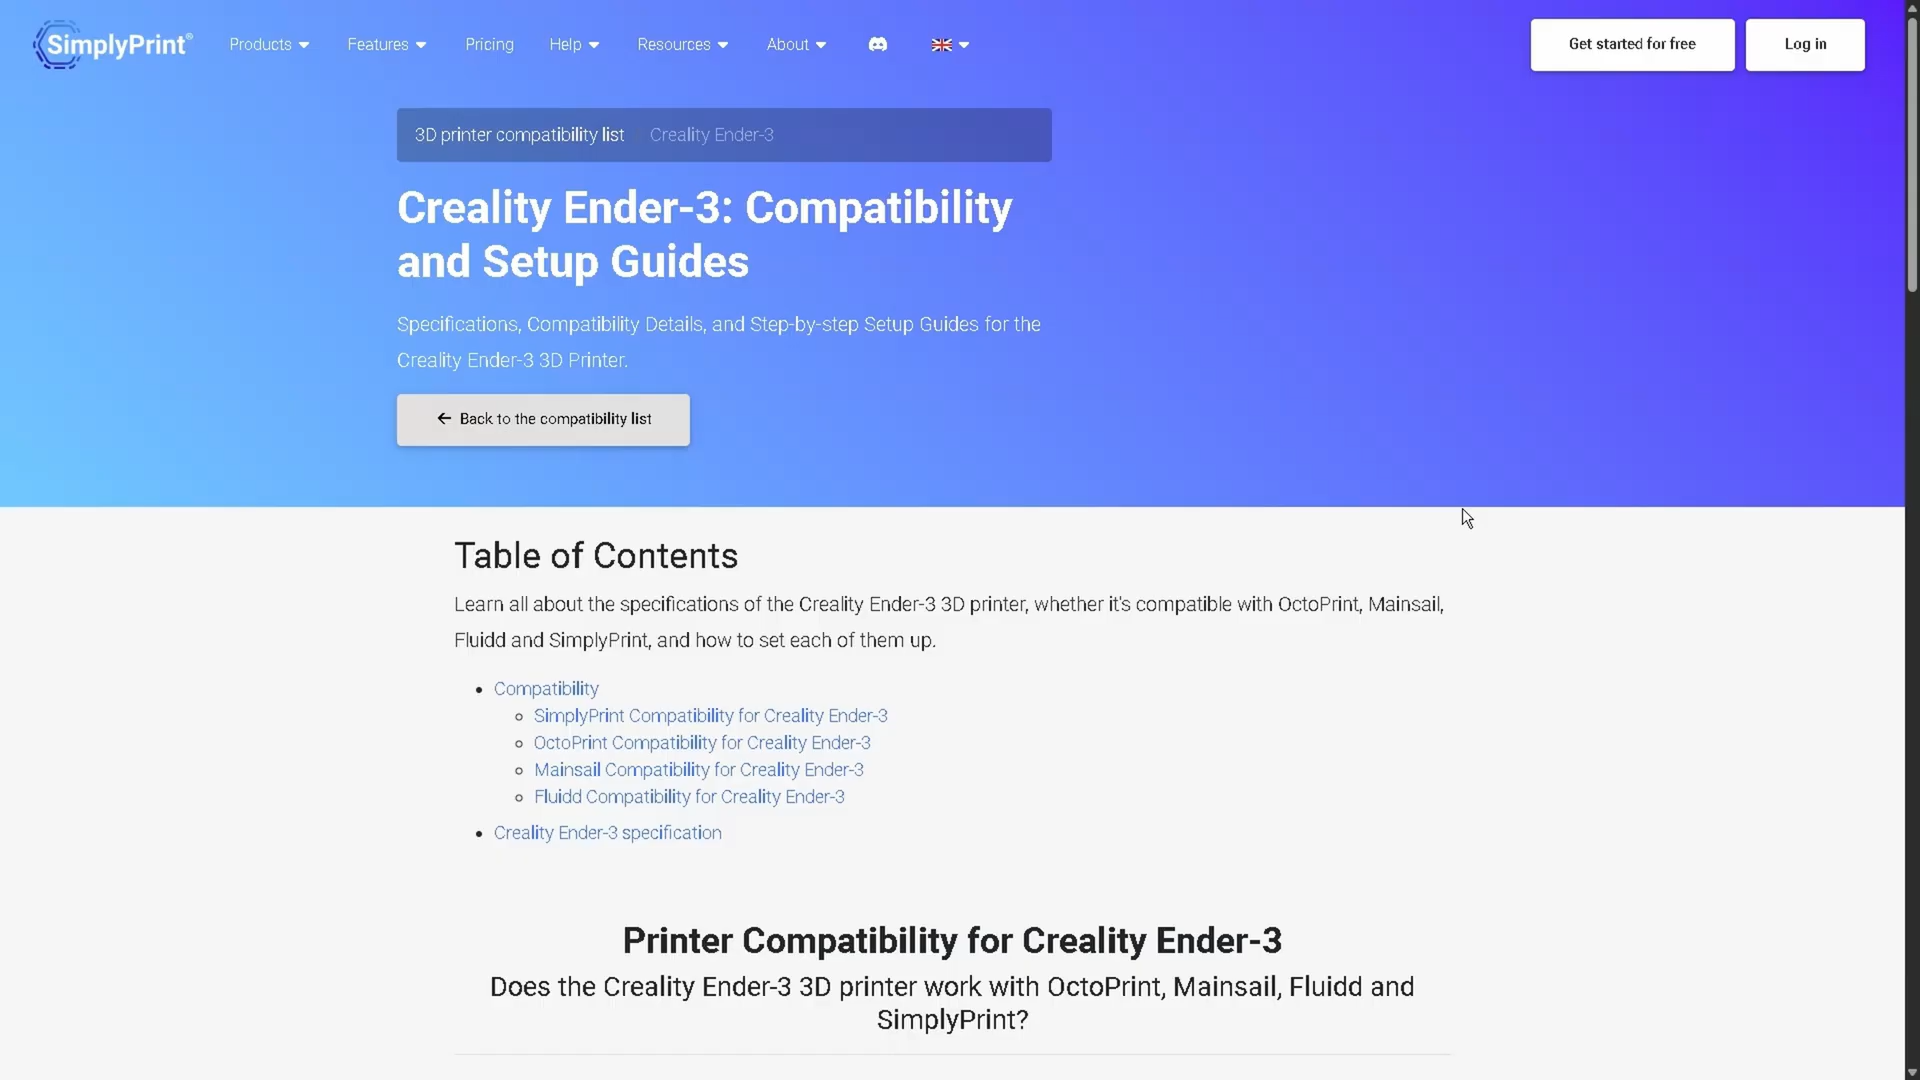 SimplyPrint®
Products
Features
Pricing
Help
Resources
About
Get started for free
Log in
3D printer compatibility list
Creality Ender-3
Creality Ender-3: Compatibility
and Setup Guides
Specifications, Compatibility Details, and Step-by-step Setup Guides for the
Creality Ender-3 3D Printer.
Back to the compatibility list
Table of Contents
Learn all about the specifications of the Creality Ender-3 3D printer, whether it's compatible with OctoPrint, Mainsail,
Fluidd and SimplyPrint, and how to set each of them up.
Compatibility
SimplyPrint Compatibility for Creality Ender-3
OctoPrint Compatibility for Creality Ender-3
Mainsail Compatibility for Creality Ender-3
Fluidd Compatibility for Creality Ender-3
Creality Ender-3 specification
Printer Compatibility for Creality Ender-3
Does the Creality Ender-3 3D printer work with OctoPrint, Mainsail, Fluidd and
SimplyPrint?